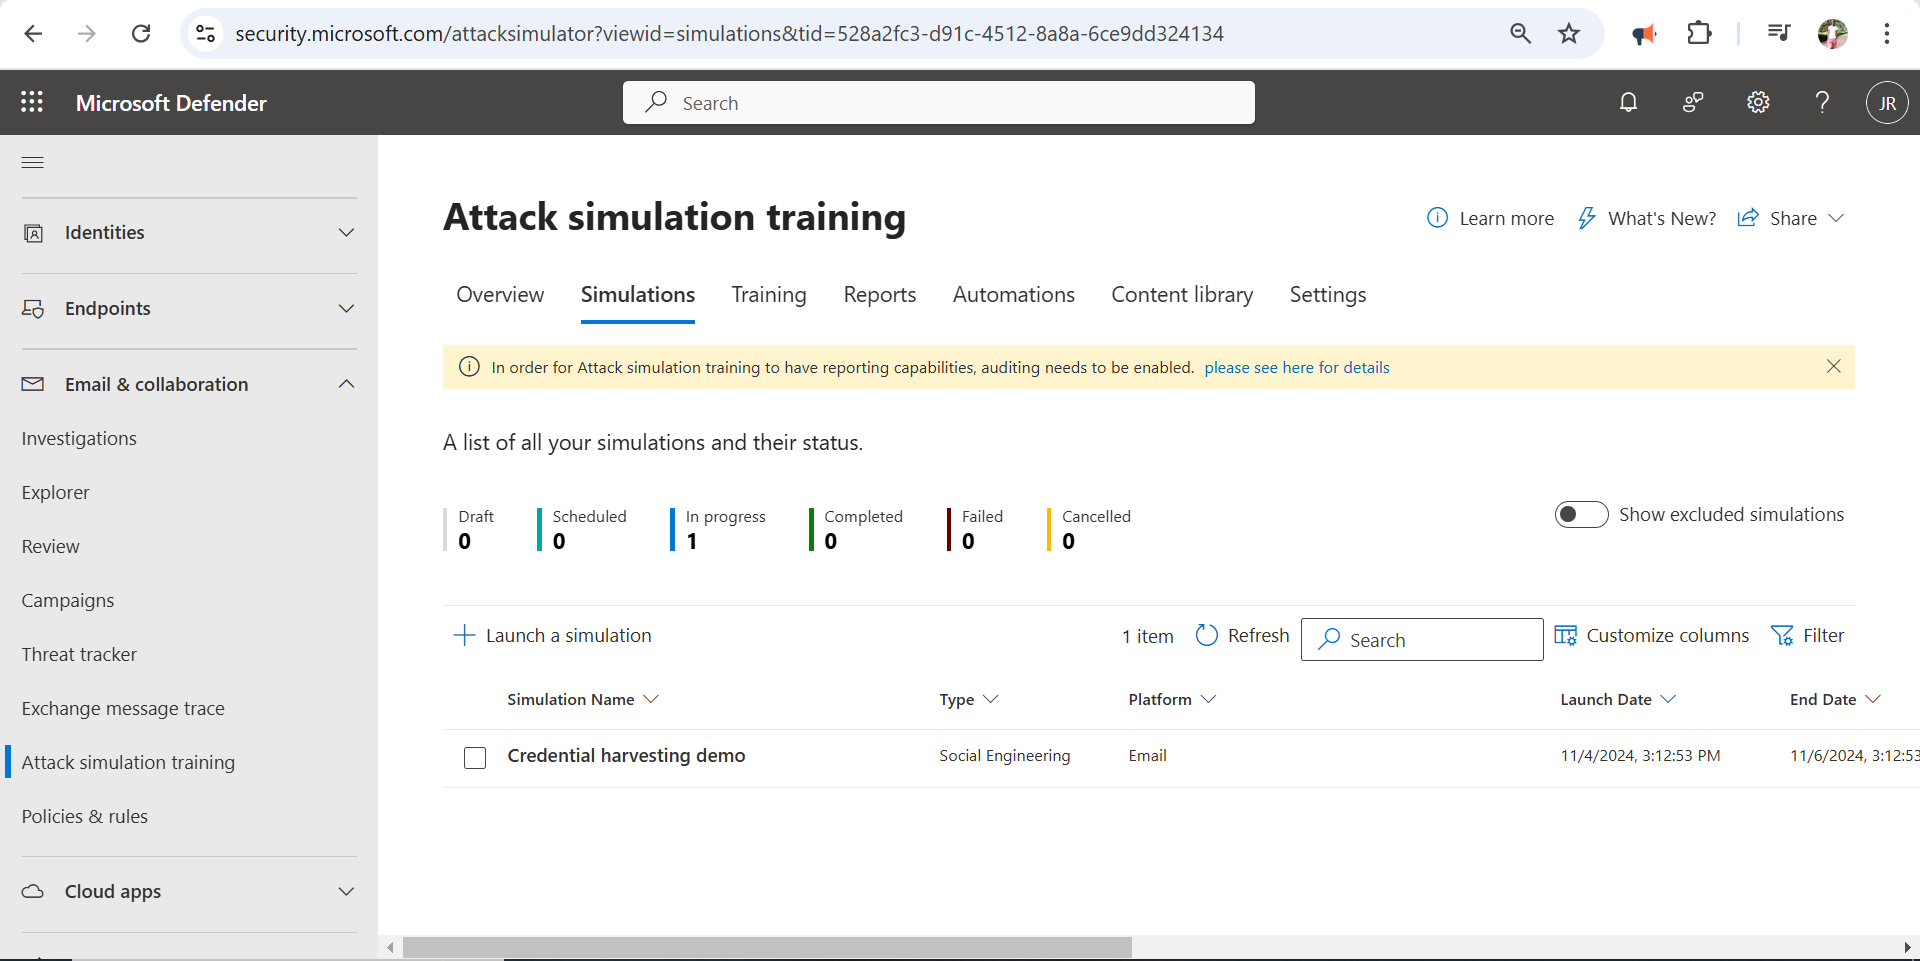 security.microsoft.com/attacksimulator?viewid=simulations&tid=528a2fc3-d91c-4512-8a8a-6ce9dd324134
Microsoft Defender
Search
JR
Identities
Endpoints
Email & collaboration
Investigations
Explorer
Review
Campaigns
Threat tracker
Exchange message trace
Attack simulation training
Policies & rules
Cloud apps
Attack simulation training
Learn more What's New? Share
Overview Simulations Training Reports Automations Content library Settings
In order for Attack simulation training to have reporting capabilities, auditing needs to be enabled. please see here for details
A list of all your simulations and their status.
Draft Scheduled In progress Completed Failed Cancelled
0 0 1 0 0 0
Show excluded simulations
Launch a simulation 1 item Refresh Search Customize columns Filter
Simulation Name Type Platform Launch Date End Date
Credential harvesting demo Social Engineering Email 11/4/2024, 3:12:53 PM 11/6/2024, 3:12:53